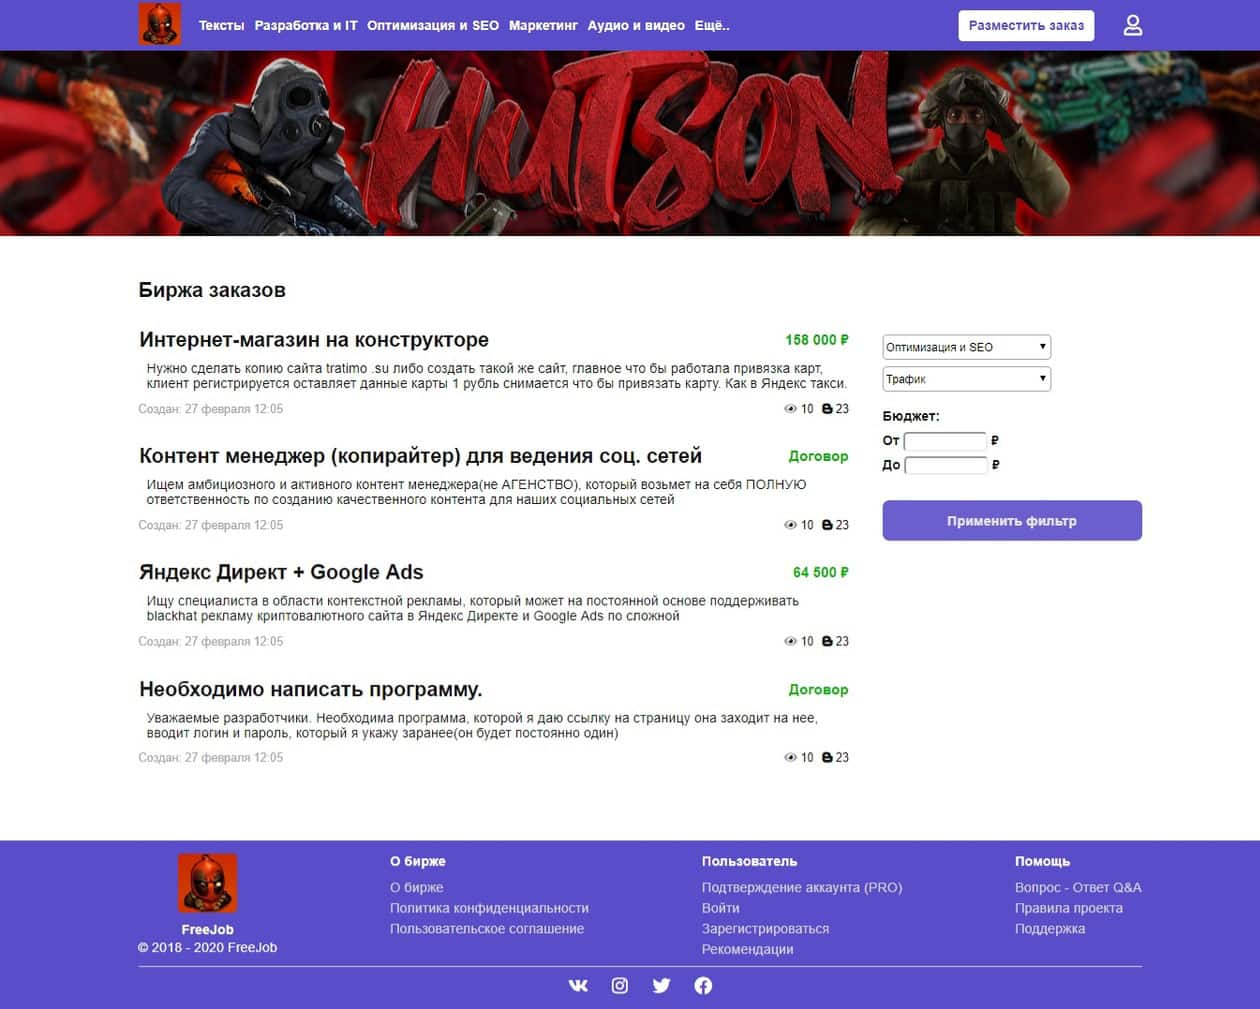 Тексты Разработка и IT Оптимизация и SEO Маркетинг Аудио и видео Ещё..
Разместить заказ
HUTSON
Биржа заказов
Интернет-магазин на конструкторе
158 000 ₽
Нужно сделать копию сайта tratimo .su либо создать такой же сайт, главное что бы работала привязка карт,
клиент регистрируется оставляет данные карты 1 рубль снимается что бы привязать карту. Как в Яндекс такси.
Создан: 27 февраля 12:05
10 23
Контент менеджер (копирайтер) для ведения соц. сетей
Договор
Ищем амбициозного и активного контент менеджера(не АГЕНСТВО), который возьмет на себя ПОЛНУЮ
ответственность по созданию качественного контента для наших социальных сетей
Создан: 27 февраля 12:05
10 23
Яндекс Директ + Google Ads
64 500 ₽
Ищу специалиста в области контекстной рекламы, который может на постоянной основе поддерживать
blackhat рекламу криптовалютного сайта в Яндекс Директе и Google Ads по сложной
Создан: 27 февраля 12:05
10 23
Необходимо написать программу.
Договор
Уважаемые разработчики. Необходима программа, которой я даю ссылку на страницу она заходит на нее,
вводит логин и пароль, который я укажу заранее(он будет постоянно один)
Создан: 27 февраля 12:05
10 23
Оптимизация и SEO
Трафик
Бюджет:
От ₽
До ₽
Применить фильтр
FreeJob
© 2018 - 2020 FreeJob
О бирже
О бирже
Политика конфиденциальности
Пользовательское соглашение
Пользователь
Подтверждение аккаунта (PRO)
Войти
Зарегистрироваться
Рекомендации
Помощь
Вопрос - Ответ Q&A
Правила проекта
Поддержка